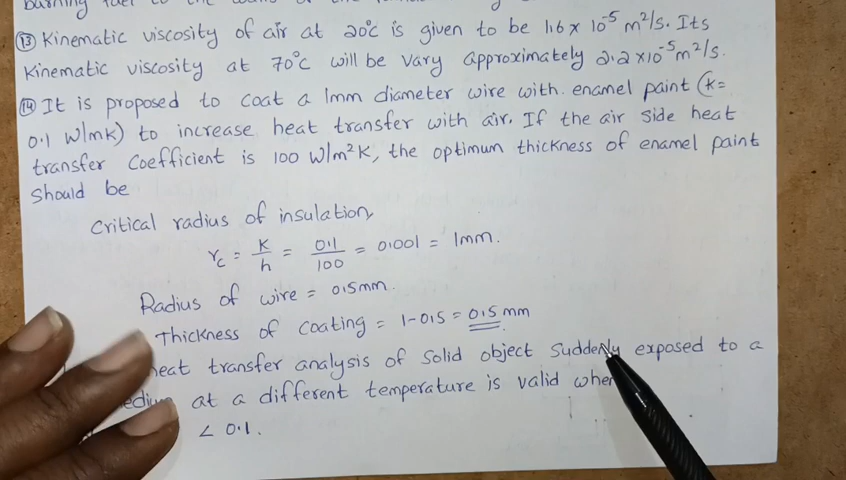 burning fuel to the
⑬ Kinematic viscosity of air at 20°c is given to be 1.6 x 10⁻⁵ m²/s. Its
Kinematic viscosity at 70°c will be vary approximately 2.2 x10⁻⁵m²/s.
⑭ It is proposed to coat a 1mm diameter wire with enamel paint (k=
0.1 W/mk) to increase heat transfer with air. If the air side heat
transfer coefficient is 100 W/m²K, the optimum thickness of enamel paint
should be
Critical radius of insulation,
rc = K/h = 0.1/100 = 0.001 = 1mm.
Radius of wire = 0.5mm.
Thickness of coating = 1-0.5 = 0.5 mm
heat transfer analysis of solid object suddenly exposed to a
at a different temperature is valid when
< 0.1.